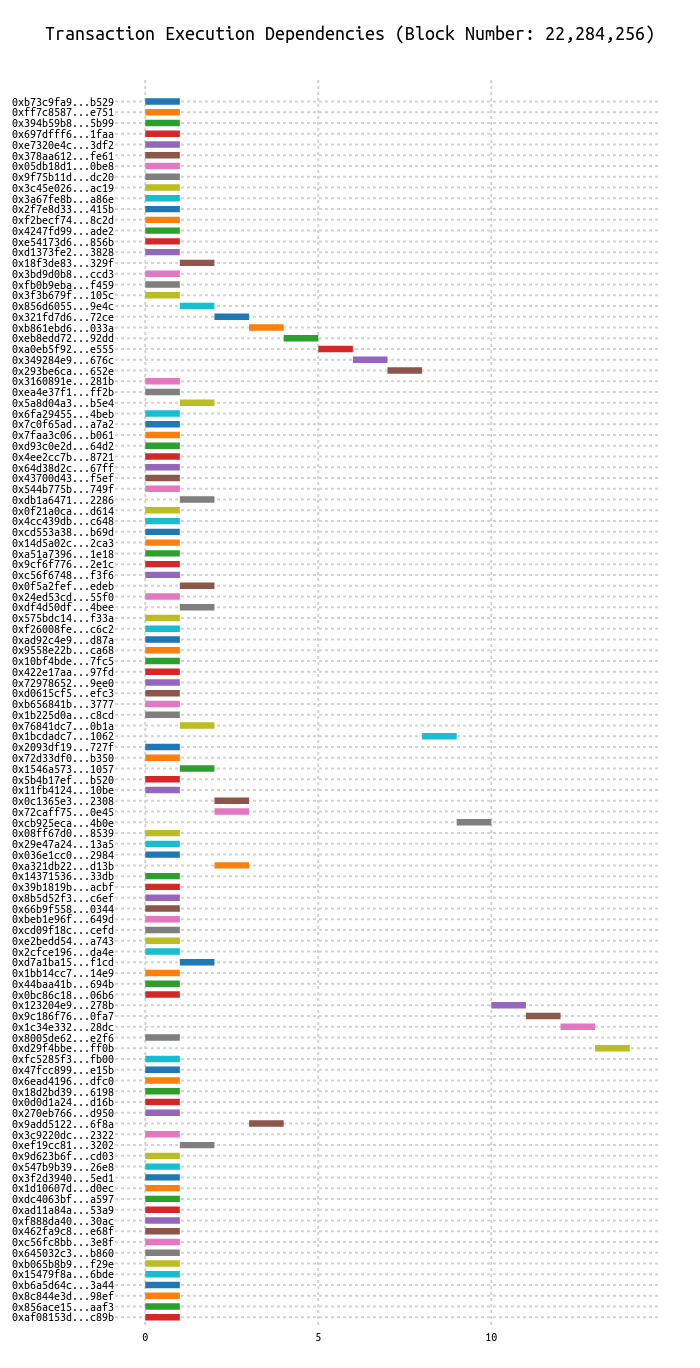 Transaction Execution Dependencies (Block Number: 22,284,256)
0xb73c9fa9...b529
0xff7c8587...e751
0x394b59b8...5b99
0x697dfff6...1faa
0xe7320e4c...3df2
0x378aa612...fe61
0x05db18d1...0be8
0x9f75b11d...dc20
0x3c45e026...ac19
0x3a67fe8b...a86e
0x2f7e8d33...415b
0xf2becf74...8c2d
0x4247fd99...ade2
0xe54173d6...856b
0xd1373fe2...3828
0x18f3de83...329f
0x3bd9d0b8...ccd3
0xfb0b9eba...f459
0x3f3b679f...105c
0x856d6055...9e4c
0x321fd7d6...72ce
0xb861ebd6...033a
0xeb8edd72...92dd
0xa0eb5f92...e555
0x349284e9...676c
0x293be6ca...652e
0x3160891e...281b
0xea4e37f1...ff2b
0x5a8d04a3...b5e4
0x6fa29455...4beb
0x7c0f65ad...a7a2
0x7faa3c06...b061
0xd93c0e2d...64d2
0x4ee2cc7b...8721
0x64d38d2c...67ff
0x43700d43...f5ef
0x544b775b...749f
0xdb1a6471...2286
0x0f21a0ca...d614
0x4cc439db...c648
0xcd553a38...b69d
0x14d5a02c...2ca3
0xa51a7396...1e18
0x9cf6f776...2e1c
0xc56f6748...f3f6
0x0f5a2fef...edeb
0x24ed53cd...55f0
0xdf4d50df...4bee
0x575bdc14...f33a
0xf26008fe...c6c2
0xad92c4e9...d87a
0x9558e22b...ca68
0x10bf4bde...7fc5
0x422e17aa...97fd
0x72978652...9ee0
0xd0615cf5...efc3
0xb656841b...3777
0x1b225d0a...c8cd
0x76841dc7...0b1a
0x1bcdadc7...1062
0x2093df19...727f
0x72d33df0...b350
0x1546a573...1057
0x5b4b17ef...b520
0x11fb4124...10be
0x0c1365e3...2308
0x72caff75...0e45
0xcb925eca...4b0e
0x08ff67d0...8539
0x29e47a24...13a5
0x036e1cc0...2984
0xa321db22...d13b
0x14371536...33db
0x39b1819b...acbf
0x8b5d52f3...c6ef
0x66b9f558...0344
0xbeb1e96f...649d
0xcd09f18c...cefd
0xe2bedd54...a743
0x2cfce196...da4e
0xd7a1ba15...f1cd
0x1bb14cc7...14e9
0x44baa41b...694b
0x0bc86c18...06b6
0x123204e9...278b
0x9c186f76...0fa7
0x1c34e332...28dc
0x8005de62...e2f6
0xd29f4bbe...ff0b
0xfc5285f3...fb00
0x47fcc899...e15b
0x6ead4196...dfc0
0x18d2bd39...6198
0x0d0d1a24...d16b
0x270eb766...d950
0x9add5122...6f8a
0x3c9220dc...2322
0xef19cc81...3202
0x9d623b6f...cd03
0x547b9b39...26e8
0x3f2d3940...5ed1
0x1d10607d...d0ec
0xdc4063bf...a597
0xad11a84a...53a9
0xf888da40...30ac
0x462fa9c8...e68f
0xc56fc8bb...3e8f
0x645032c3...b860
0xb065b8b9...f29e
0x15479f8a...6bde
0xb6a5d64c...3a44
0x8c844e3d...98ef
0x856ace15...aaf3
0xaf08153d...c89b
0 5 10